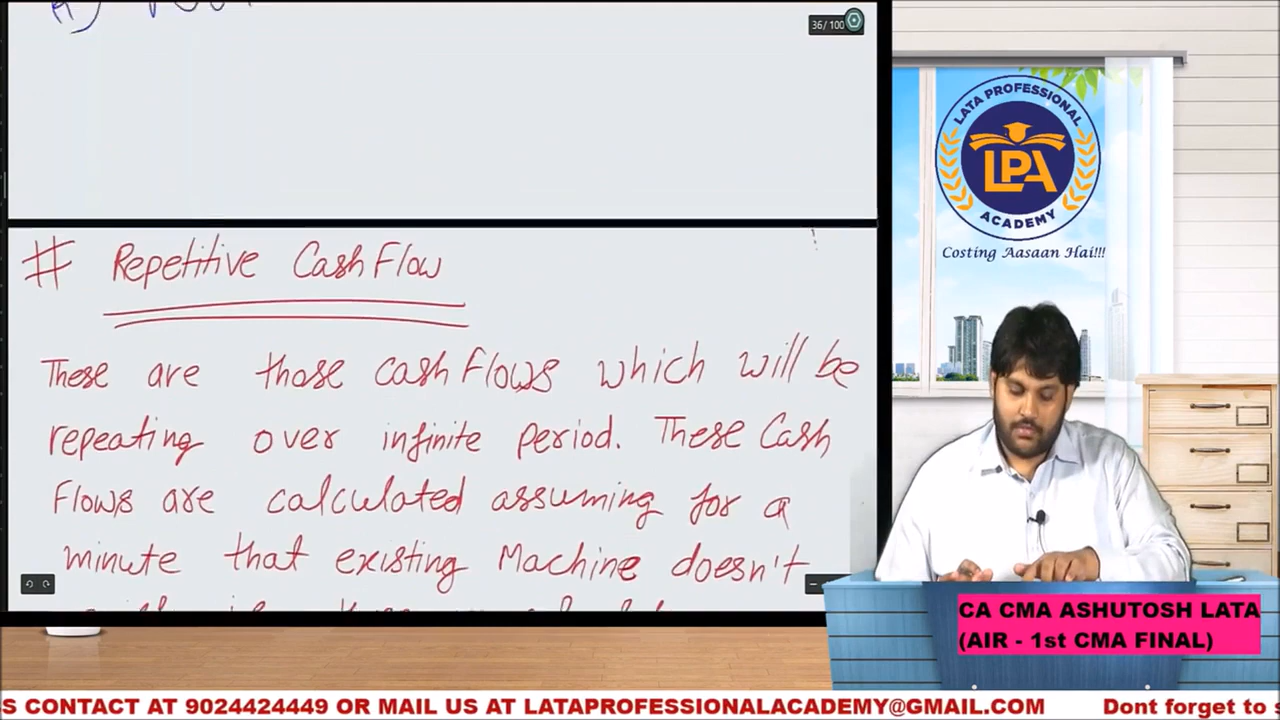 36/100
# Repetitive Cash Flow
These are those cash flows which will be
repeating over infinite period. These Cash
Flows are calculated assuming for a
minute that existing Machine doesn't
LATA PROFESSIONAL
LPA
ACADEMY
Costing Aasaan Hai!!!
CA CMA ASHUTOSH LATA
(AIR - 1st CMA FINAL)
S CONTACT AT 9024424449 OR MAIL US AT LATAPROFESSIONALACADEMY@GMAIL.COM Dont forget to s